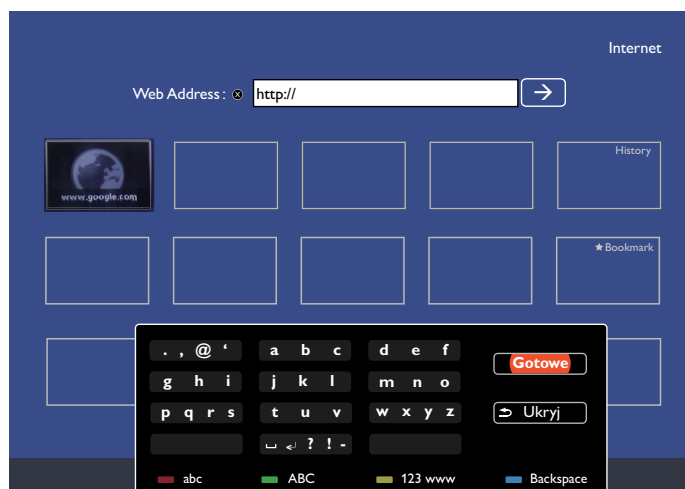 Internet
Web Address : http://
www.google.com
History
★ Bookmark
. , @ ‘ a b c d e f
Gotowe
g h i j k l m n o
p q r s t u v w x y z
Ukryj
␣ ↵ ? ! -
abc ABC 123 www Backspace